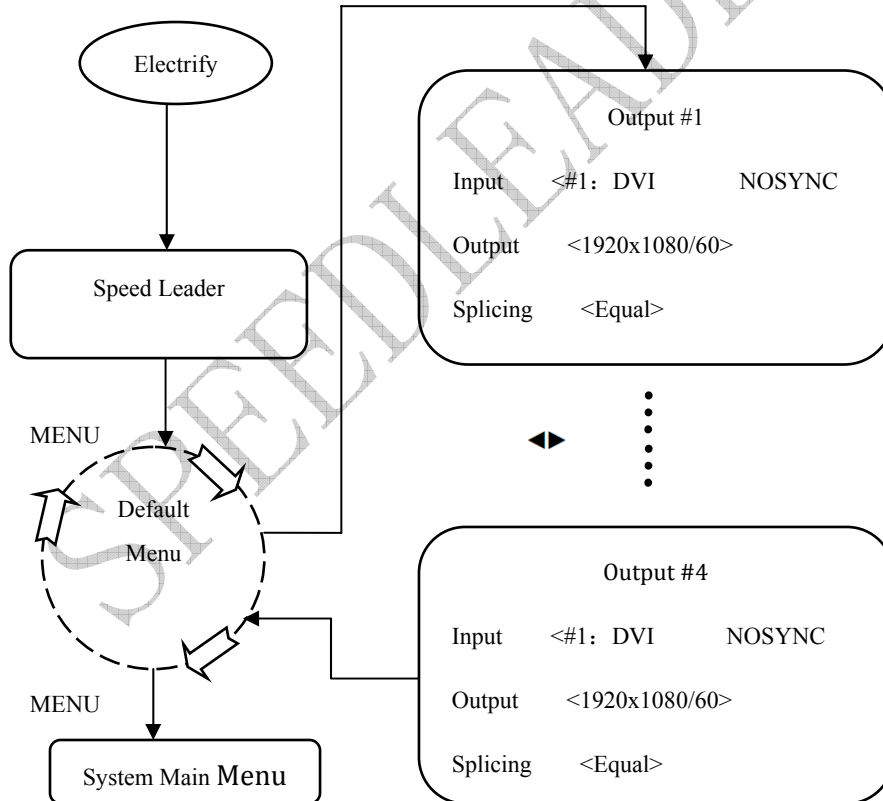 Electrify
Speed Leader
MENU
Default
Menu
MENU
System Main Menu
Output #1
Input <#1：DVI NOSYNC
Output <1920x1080/60>
Splicing <Equal>
Output #4
Input <#1：DVI NOSYNC
Output <1920x1080/60>
Splicing <Equal>
SPEEDLEADE